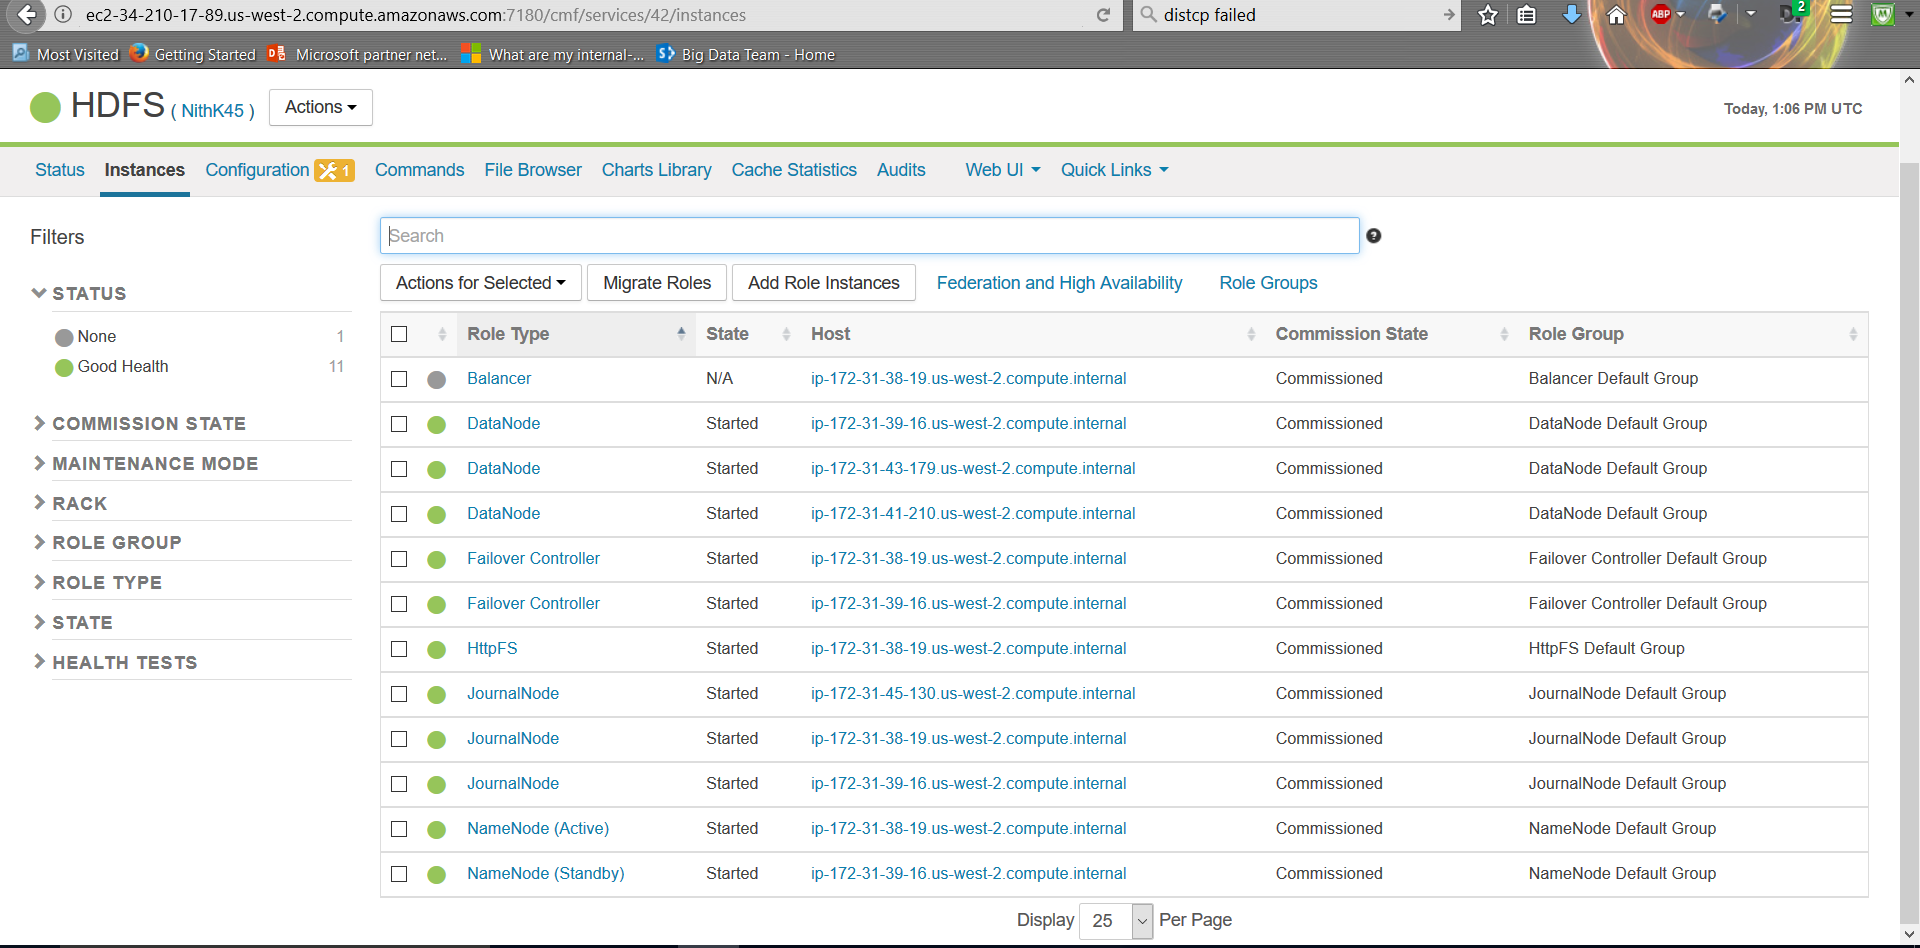 ec2-34-210-17-89.us-west-2.compute.amazonaws.com:7180/cmf/services/42/instances distcp failed ABP 2
Most Visited Getting Started Microsoft partner net... What are my internal-... Big Data Team - Home
HDFS ( NithK45 ) Actions Today, 1:06 PM UTC
Status Instances Configuration 1 Commands File Browser Charts Library Cache Statistics Audits Web UI Quick Links
Filters
STATUS
None 1
Good Health 11
COMMISSION STATE
MAINTENANCE MODE
RACK
ROLE GROUP
ROLE TYPE
STATE
HEALTH TESTS
Search ?
Actions for Selected Migrate Roles Add Role Instances Federation and High Availability Role Groups
Role Type State Host Commission State Role Group
Balancer N/A ip-172-31-38-19.us-west-2.compute.internal Commissioned Balancer Default Group
DataNode Started ip-172-31-39-16.us-west-2.compute.internal Commissioned DataNode Default Group
DataNode Started ip-172-31-43-179.us-west-2.compute.internal Commissioned DataNode Default Group
DataNode Started ip-172-31-41-210.us-west-2.compute.internal Commissioned DataNode Default Group
Failover Controller Started ip-172-31-38-19.us-west-2.compute.internal Commissioned Failover Controller Default Group
Failover Controller Started ip-172-31-39-16.us-west-2.compute.internal Commissioned Failover Controller Default Group
HttpFS Started ip-172-31-38-19.us-west-2.compute.internal Commissioned HttpFS Default Group
JournalNode Started ip-172-31-45-130.us-west-2.compute.internal Commissioned JournalNode Default Group
JournalNode Started ip-172-31-38-19.us-west-2.compute.internal Commissioned JournalNode Default Group
JournalNode Started ip-172-31-39-16.us-west-2.compute.internal Commissioned JournalNode Default Group
NameNode (Active) Started ip-172-31-38-19.us-west-2.compute.internal Commissioned NameNode Default Group
NameNode (Standby) Started ip-172-31-39-16.us-west-2.compute.internal Commissioned NameNode Default Group
Display 25 Per Page